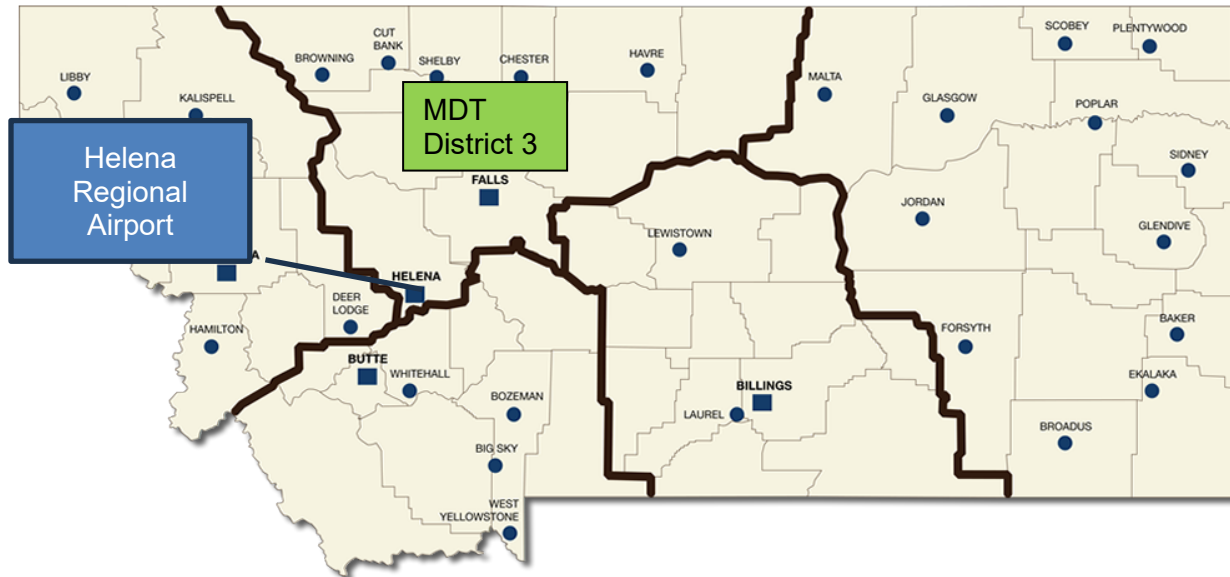 SCOBEY
PLENTYWOOD
CUT
BANK
BROWNING
SHELBY
CHESTER
HAVRE
LIBBY
MALTA
KALISPELL
GLASGOW
POPLAR
MDT
District 3
Helena
Regional
Airport
SIDNEY
FALLS
JORDAN
GLENDIVE
LEWISTOWN
A
HELENA
DEER
LODGE
HAMILTON
FORSYTH
BAKER
BUTTE
WHITEHALL
BILLINGS
EKALAKA
BOZEMAN
LAUREL
BROADUS
BIG SKY
WEST
YELLOWSTONE